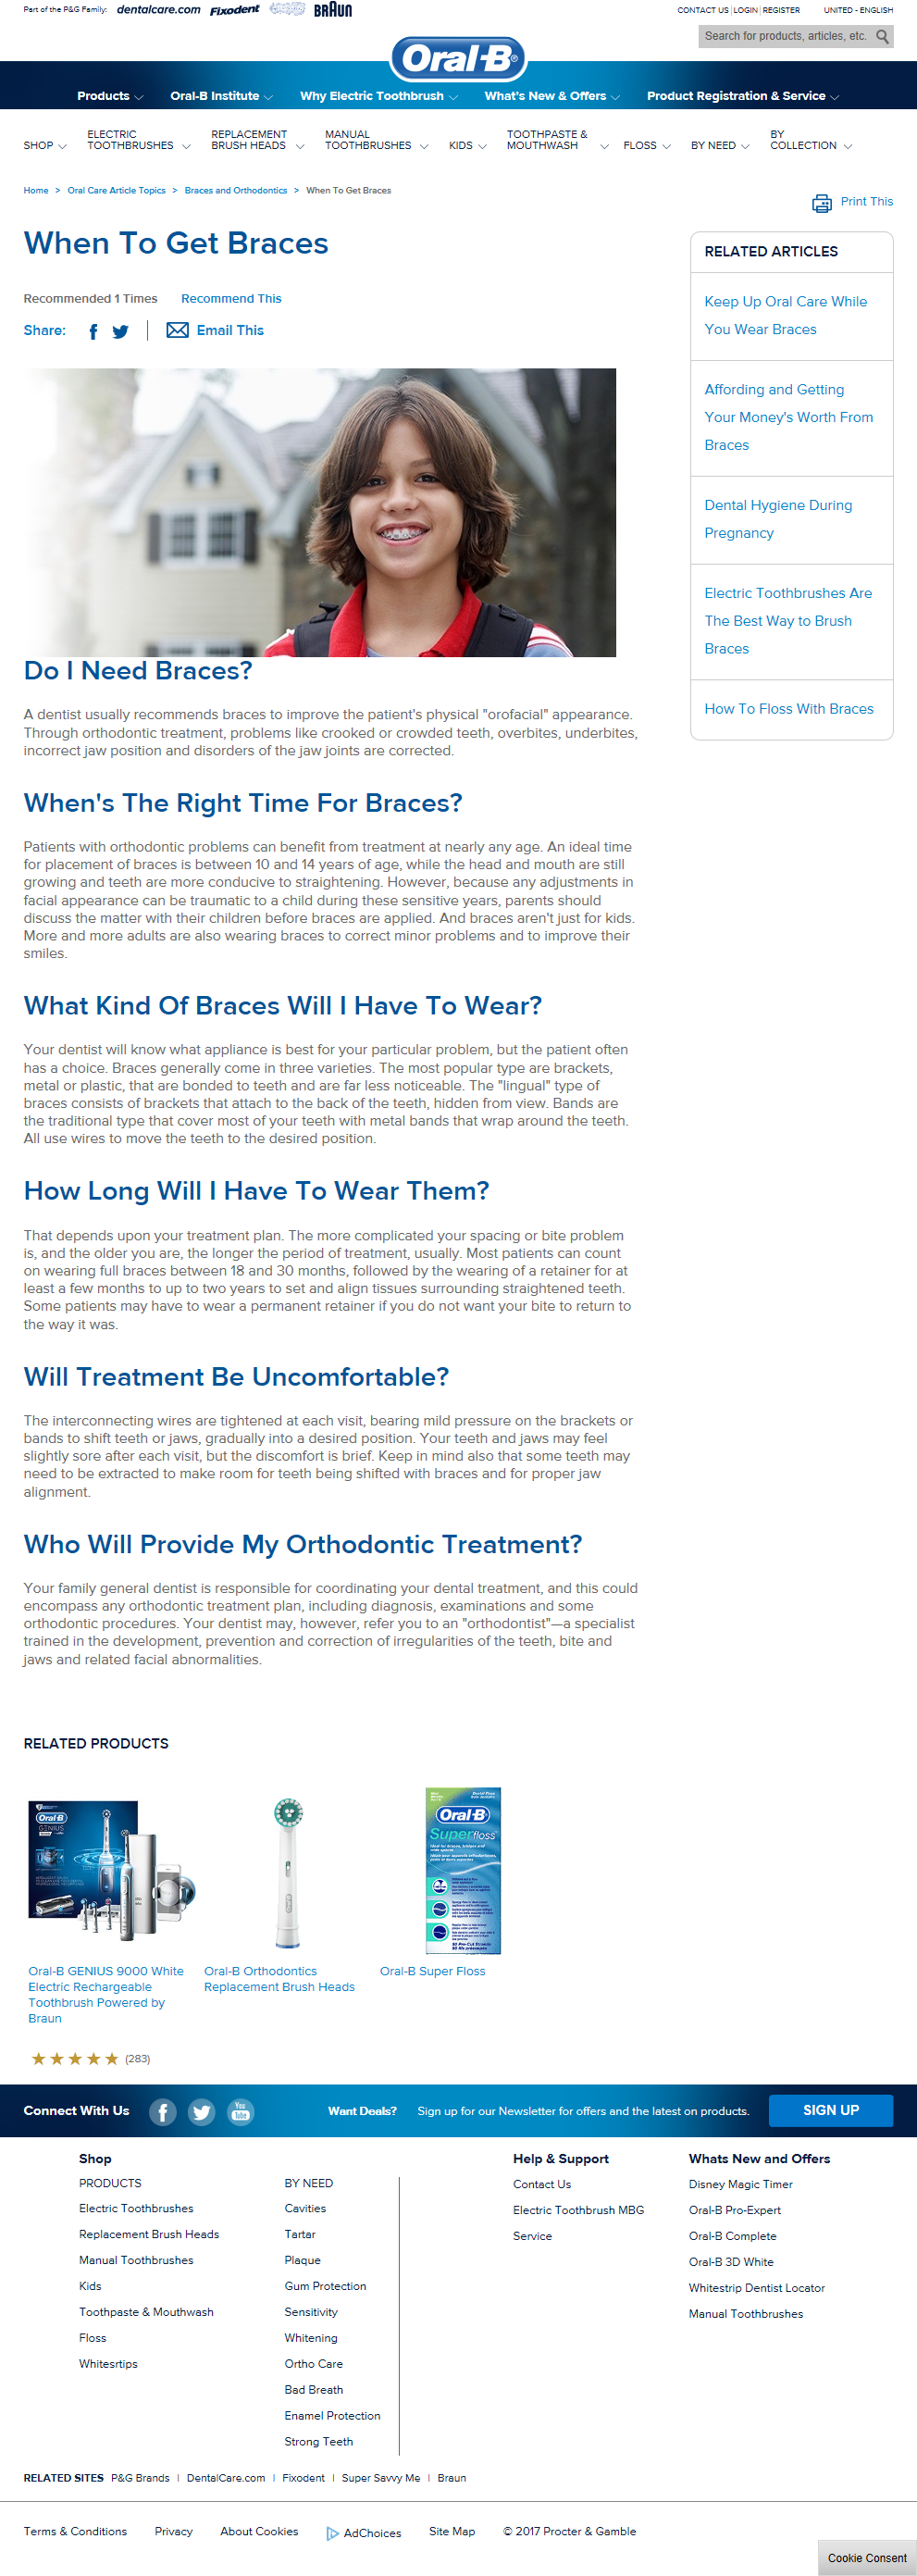 Part of the P&G Family: dentalcare.com Fixodent BRAUN
CONTACT US | LOGIN | REGISTER UNITED - ENGLISH
Search for products, articles, etc.
Oral-B
Products Oral-B Institute Why Electric Toothbrush What's New & Offers Product Registration & Service
SHOP ELECTRIC TOOTHBRUSHES REPLACEMENT BRUSH HEADS MANUAL TOOTHBRUSHES KIDS TOOTHPASTE & MOUTHWASH FLOSS BY NEED BY COLLECTION
Home > Oral Care Article Topics > Braces and Orthodontics > When To Get Braces
Print This
When To Get Braces
Recommended 1 Times Recommend This
Share: Email This
RELATED ARTICLES
Keep Up Oral Care While
You Wear Braces
Affording and Getting
Your Money's Worth From
Braces
Dental Hygiene During
Pregnancy
Electric Toothbrushes Are
The Best Way to Brush
Braces
How To Floss With Braces
Do I Need Braces?
A dentist usually recommends braces to improve the patient's physical "orofacial" appearance.
Through orthodontic treatment, problems like crooked or crowded teeth, overbites, underbites,
incorrect jaw position and disorders of the jaw joints are corrected.
When's The Right Time For Braces?
Patients with orthodontic problems can benefit from treatment at nearly any age. An ideal time
for placement of braces is between 10 and 14 years of age, while the head and mouth are still
growing and teeth are more conducive to straightening. However, because any adjustments in
facial appearance can be traumatic to a child during these sensitive years, parents should
discuss the matter with their children before braces are applied. And braces aren't just for kids.
More and more adults are also wearing braces to correct minor problems and to improve their
smiles.
What Kind Of Braces Will I Have To Wear?
Your dentist will know what appliance is best for your particular problem, but the patient often
has a choice. Braces generally come in three varieties. The most popular type are brackets,
metal or plastic, that are bonded to teeth and are far less noticeable. The "lingual" type of
braces consists of brackets that attach to the back of the teeth, hidden from view. Bands are
the traditional type that cover most of your teeth with metal bands that wrap around the teeth.
All use wires to move the teeth to the desired position.
How Long Will I Have To Wear Them?
That depends upon your treatment plan. The more complicated your spacing or bite problem
is, and the older you are, the longer the period of treatment, usually. Most patients can count
on wearing full braces between 18 and 30 months, followed by the wearing of a retainer for at
least a few months to up to two years to set and align tissues surrounding straightened teeth.
Some patients may have to wear a permanent retainer if you do not want your bite to return to
the way it was.
Will Treatment Be Uncomfortable?
The interconnecting wires are tightened at each visit, bearing mild pressure on the brackets or
bands to shift teeth or jaws, gradually into a desired position. Your teeth and jaws may feel
slightly sore after each visit, but the discomfort is brief. Keep in mind also that some teeth may
need to be extracted to make room for teeth being shifted with braces and for proper jaw
alignment.
Who Will Provide My Orthodontic Treatment?
Your family general dentist is responsible for coordinating your dental treatment, and this could
encompass any orthodontic treatment plan, including diagnosis, examinations and some
orthodontic procedures. Your dentist may, however, refer you to an "orthodontist"—a specialist
trained in the development, prevention and correction of irregularities of the teeth, bite and
jaws and related facial abnormalities.
RELATED PRODUCTS
Oral-B
GENIUS
Oral-B
Superfloss
Oral-B GENIUS 9000 White
Electric Rechargeable
Toothbrush Powered by
Braun
(283)
Oral-B Orthodontics
Replacement Brush Heads
Oral-B Super Floss
Connect With Us You Tube Want Deals? Sign up for our Newsletter for offers and the latest on products. SIGN UP
Shop
PRODUCTS
Electric Toothbrushes
Replacement Brush Heads
Manual Toothbrushes
Kids
Toothpaste & Mouthwash
Floss
Whitesrtips
BY NEED
Cavities
Tartar
Plaque
Gum Protection
Sensitivity
Whitening
Ortho Care
Bad Breath
Enamel Protection
Strong Teeth
Help & Support
Contact Us
Electric Toothbrush MBG
Service
Whats New and Offers
Disney Magic Timer
Oral-B Pro-Expert
Oral-B Complete
Oral-B 3D White
Whitestrip Dentist Locator
Manual Toothbrushes
RELATED SITES P&G Brands | DentalCare.com | Fixodent | Super Savvy Me | Braun
Terms & Conditions Privacy About Cookies AdChoices Site Map © 2017 Procter & Gamble
Cookie Consent